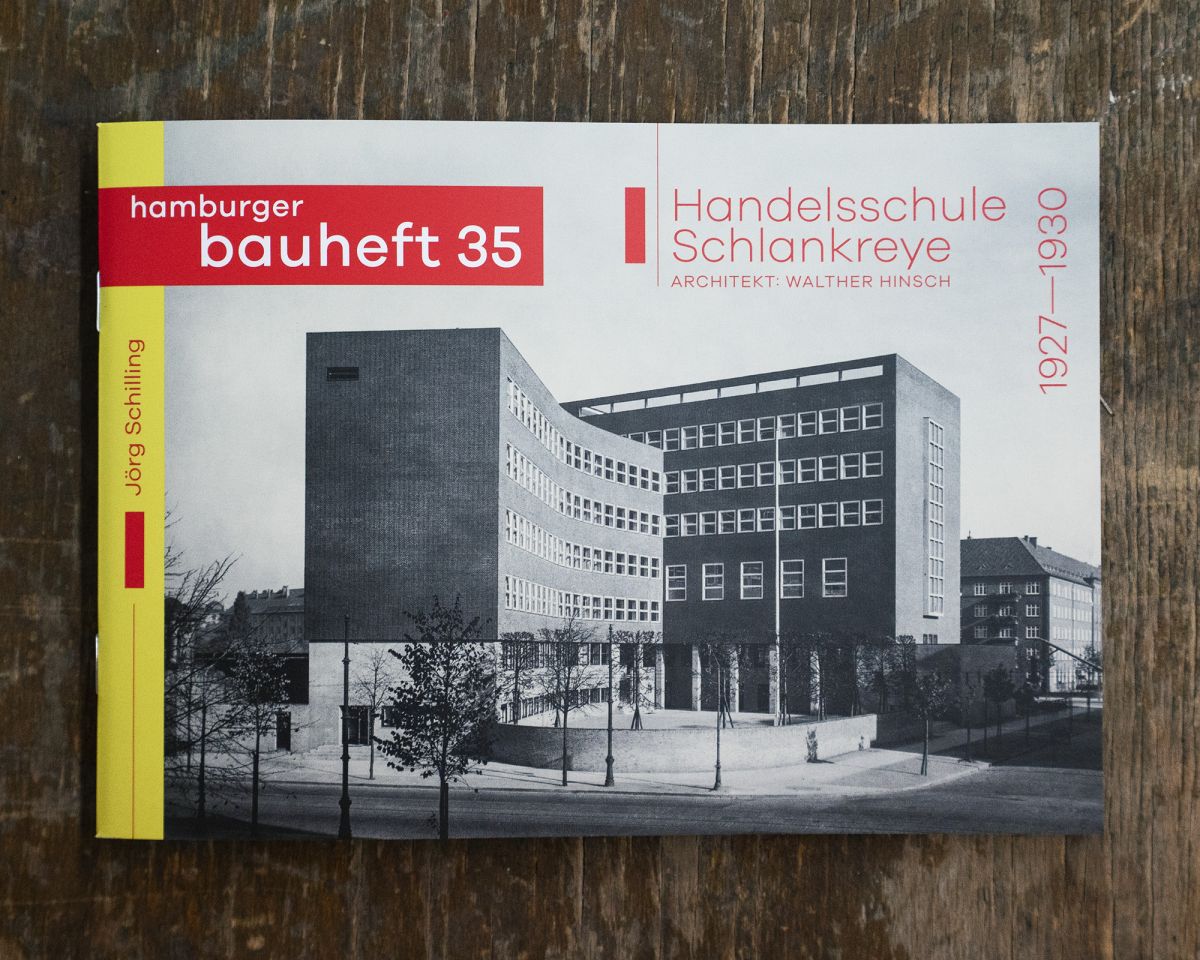 hamburger
bauheft 35
Handelsschule
Schlankreye
ARCHITEKT: WALTHER HINSCH
1927—1930
Jörg Schilling